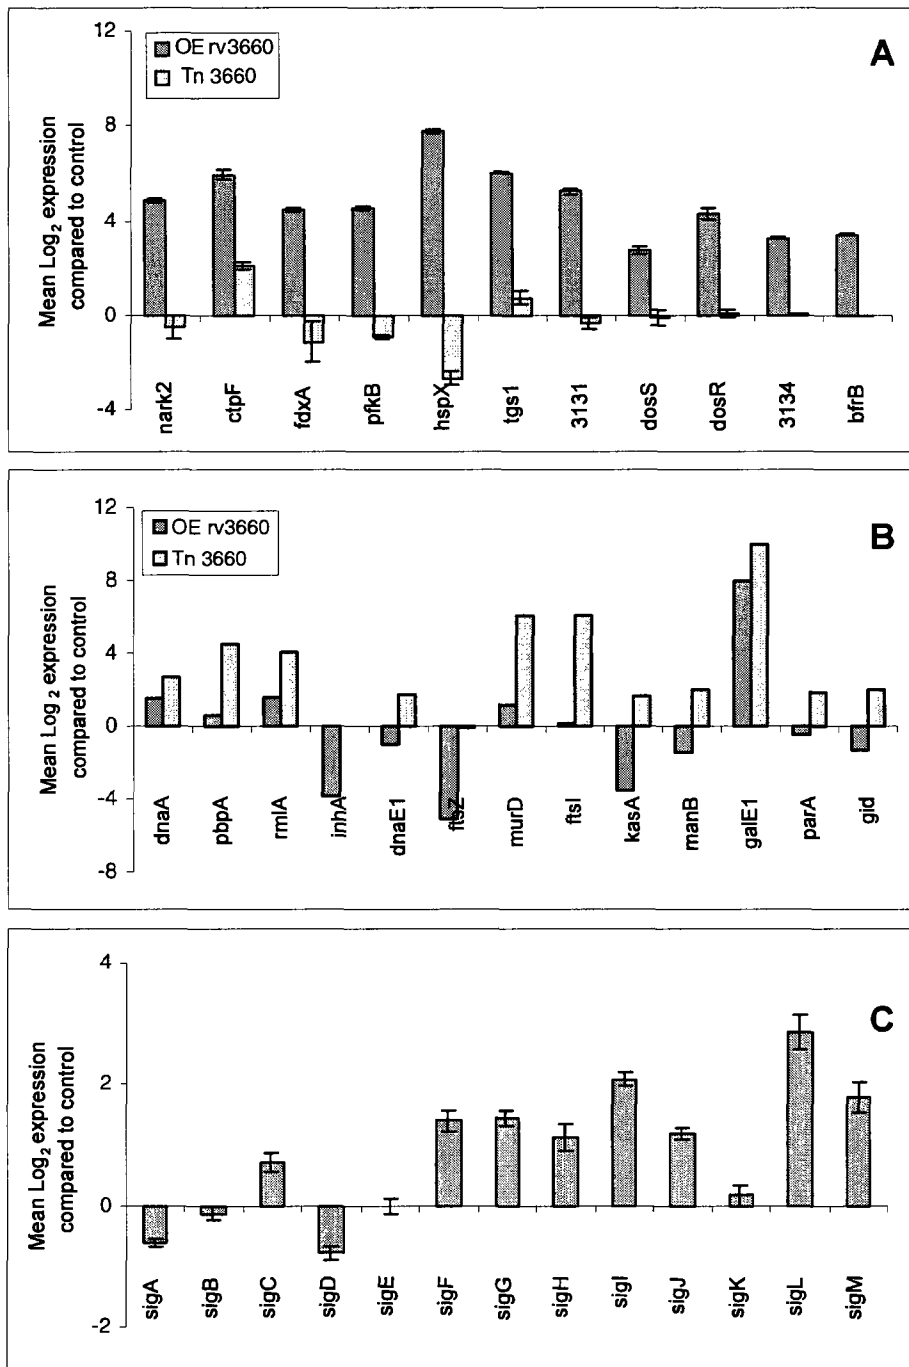 12
OE rv3660
Tn 3660
A
8
4
0
-4
Mean Log2 expression
compared to control
nark2
ctpF
fdxA
pfkB
hspX
tgs1
3131
dosS
dosR
3134
bfrB
12
OE rv3660
Tn 3660
B
8
4
0
-4
-8
Mean Log2 expression
compared to control
dnaA
pbpA
rmlA
inhA
dnaE1
ftsZ
murD
ftsI
kasA
manB
galE1
parA
gid
4
C
2
0
-2
Mean Log2 expression
compared to control
sigA
sigB
sigC
sigD
sigE
sigF
sigG
sigH
sigI
sigJ
sigK
sigL
sigM